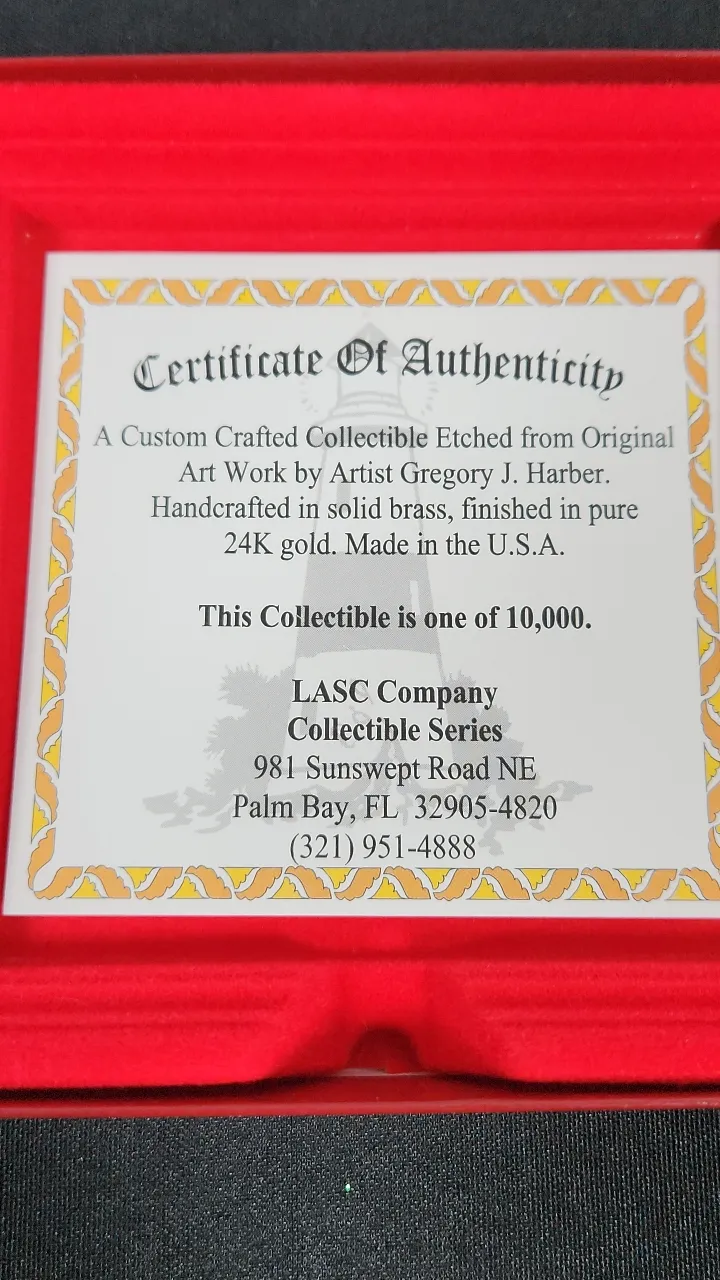 Certificate Of Authenticity
A Custom Crafted Collectible Etched from Original
Art Work by Artist Gregory J. Harber.
Handcrafted in solid brass, finished in pure
24K gold. Made in the U.S.A.
This Collectible is one of 10,000.
LASC Company
Collectible Series
981 Sunswept Road NE
Palm Bay, FL 32905-4820
(321) 951-4888